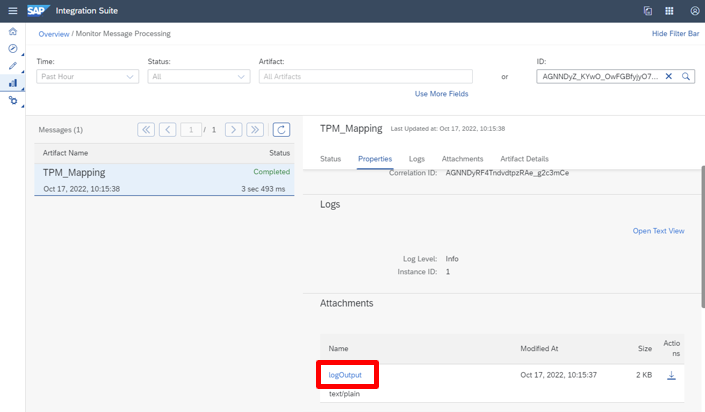 SAP Integration Suite
Overview / Monitor Message Processing
Hide Filter Bar
Time: Status: Artifact: ID:
Past Hour All All Artifacts or AGNNDyZ_KYwO_OwFGBfyjyO7...
Use More Fields
Messages (1) 1 / 1
Artifact Name Status
TPM_Mapping Completed
Oct 17, 2022, 10:15:38 3 sec 493 ms
TPM_Mapping Last Updated at: Oct 17, 2022, 10:15:38
Status Properties Logs Attachments Artifact Details
Correlation ID: AGNNDyRF4TndvdtpzRAe_g2c3mCe
Logs
Open Text View
Log Level: Info
Instance ID: 1
Attachments
Name Modified At Size Actio
ns
logOutput Oct 17, 2022, 10:15:37 2 KB
text/plain